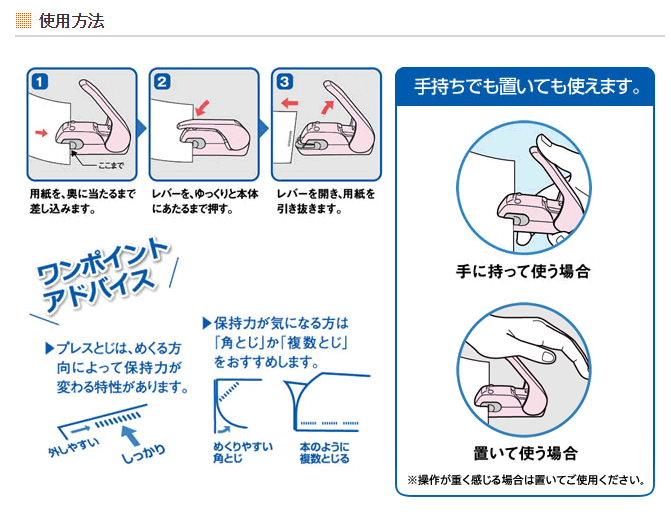 使用方法
1
2
3
ここまで
用紙を、奥に当たるまで
差し込みます。
レバーを、ゆっくりと本体
にあたるまで押す。
レバーを開き、用紙を
引き抜きます。
手持ちでも置いても使えます。
手に持って使う場合
置いて使う場合
※操作が重く感じる場合は置いてご使用ください。
ワンポイント
アドバイス
▶プレスとじは、めくる方
向によって保持力が
変わる特性があります。
外しやすい
しっかり
▶保持力が気になる方は
「角とじ」か「複数とじ」
をおすすめします。
めくりやすい
角とじ
本のように
複数とじる